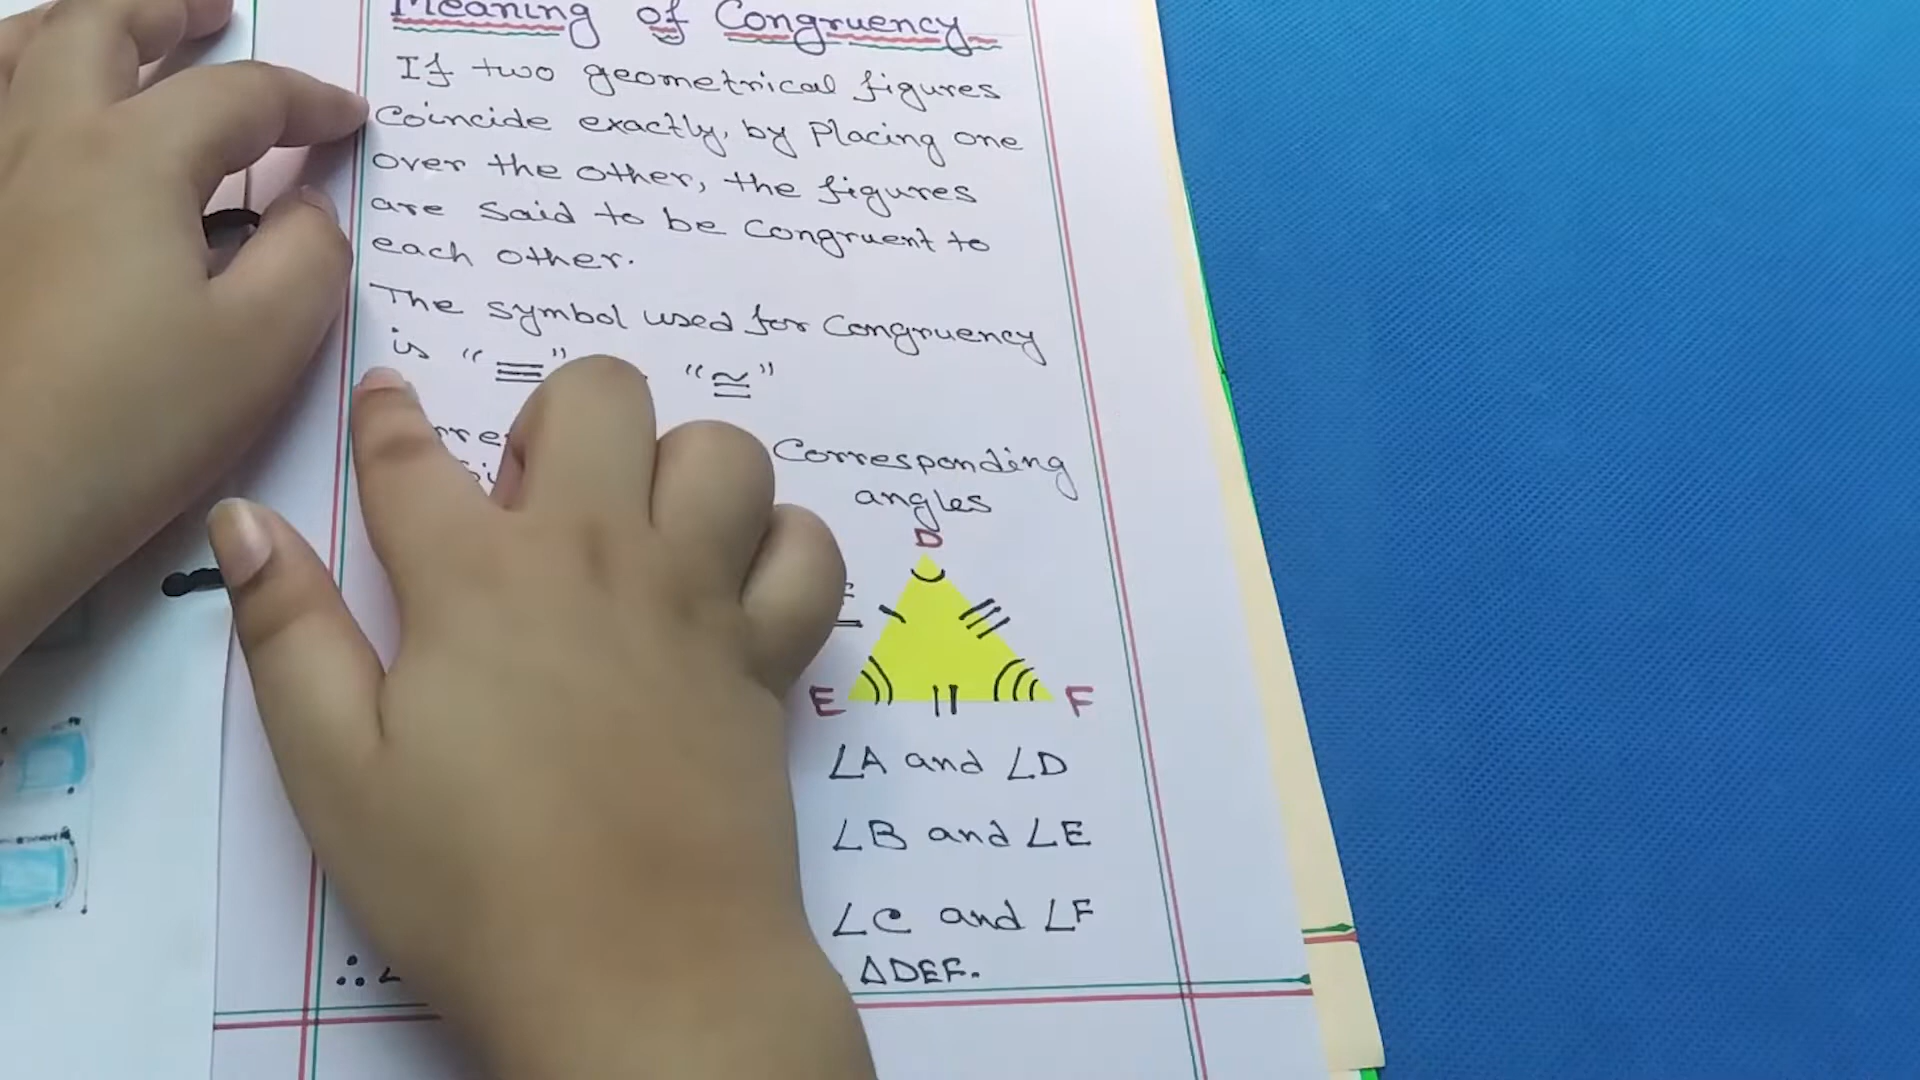 Meaning of Congruency
If two geometrical figures
Coincide exactly, by Placing one
over the other, the figures
are said to be congruent to
each other.
The symbol used for Congruency
is "≡" "≅"
Corresponding
angles
D
E F
∠A and ∠D
∠B and ∠E
∠C and ∠F
∴ ΔDEF.